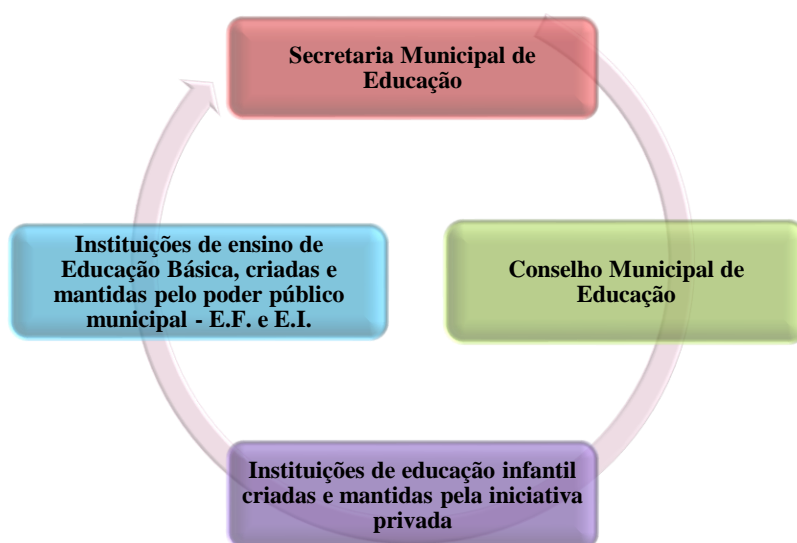 Secretaria Municipal de
Educação
Conselho Municipal de
Educação
Instituições de educação infantil
criadas e mantidas pela iniciativa
privada
Instituições de ensino de
Educação Básica, criadas e
mantidas pelo poder público
municipal - E.F. e E.I.